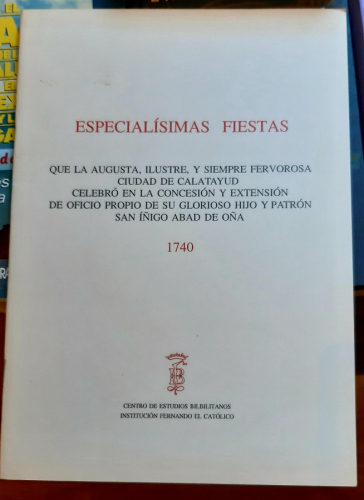 ESPECIALÍSIMAS FIESTAS
QUE LA AUGUSTA, ILUSTRE, Y SIEMPRE FERVOROSA
CIUDAD DE CALATAYUD
CELEBRÓ EN LA CONCESIÓN Y EXTENSIÓN
DE OFICIO PROPIO DE SU GLORIOSO HIJO Y PATRÓN
SAN ÍÑIGO ABAD DE OÑA
1740
CENTRO DE ESTUDIOS BILBILITANOS
INSTITUCIÓN FERNANDO EL CATÓLICO